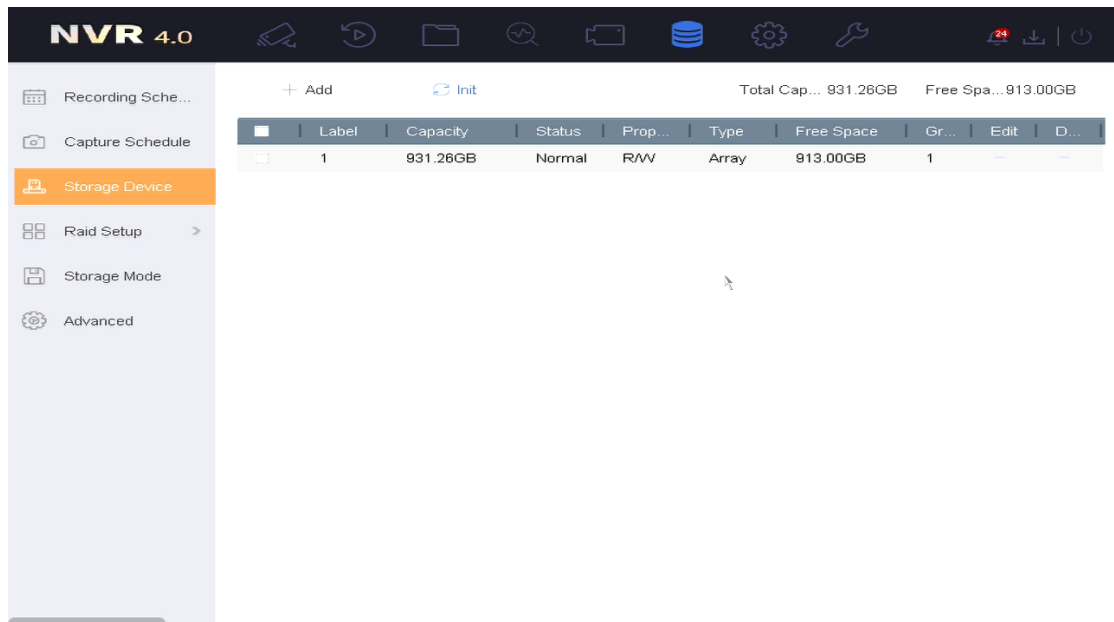 NVR 4.0
24
Recording Sche...
Capture Schedule
Storage Device
Raid Setup >
Storage Mode
Advanced
+ Add Init Total Cap... 931.26GB Free Spa...913.00GB
Label Capacity Status Prop... Type Free Space Gr... Edit D...
1 931.26GB Normal R/W Array 913.00GB 1 — —